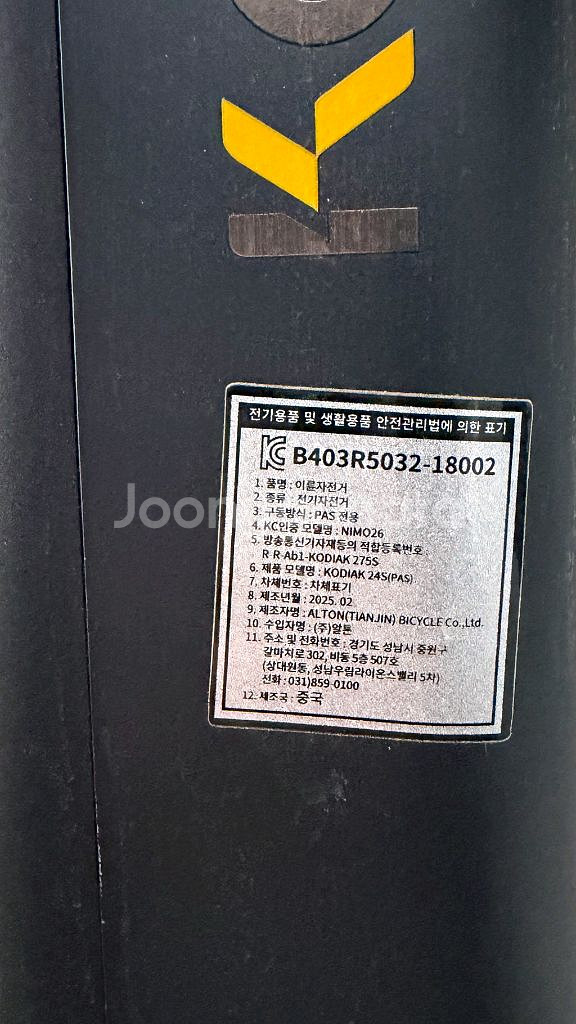 전기용품 및 생활용품 안전관리법에 의한 표기
B403R5032-18002
1. 품명 : 이륜자전거
2. 종류 : 전기자전거
3. 구동방식 : PAS 전용
4. KC인증 모델명 : NIMO26
5. 방송통신기자재등의 적합등록번호 :
R-R-Ab1-KODIAK 275S
6. 제품 모델명 : KODIAK 24S(PAS)
7. 차체번호 : 차체표기
8. 제조년월 : 2025. 02
9. 제조자명 : ALTON(TIANJIN) BICYCLE Co.,Ltd.
10. 수입자명 : (주)알톤
11. 주소 및 전화번호 : 경기도 성남시 중원구
갈마치로 302, 비동 5층 507호
(상대원동, 성남우림라이온스밸리 5차)
전화 : 031)859-0100
12. 제조국 : 중국